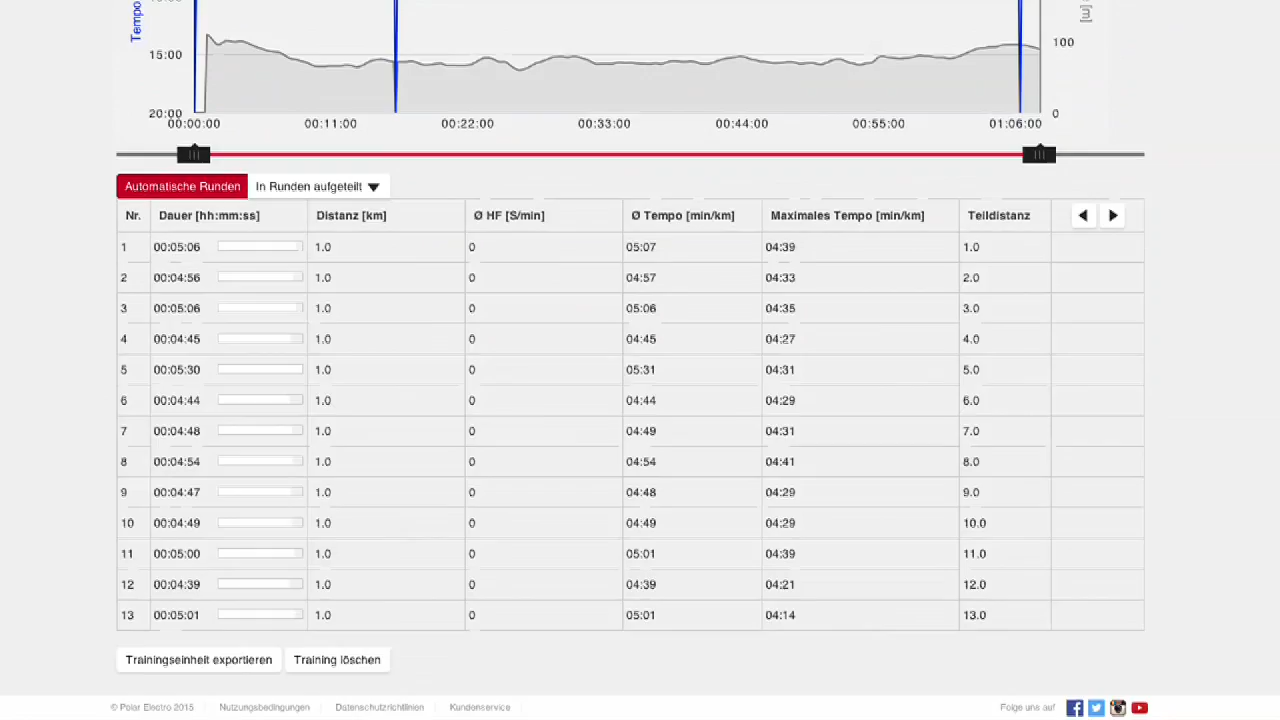 Tempo
[m]
15:00
100
20:00
0
00:00:00 00:11:00 00:22:00 00:33:00 00:44:00 00:55:00 01:06:00
Automatische Runden In Runden aufgeteilt
Nr. Dauer [hh:mm:ss] Distanz [km] Ø HF [S/min] Ø Tempo [min/km] Maximales Tempo [min/km] Teildistanz
1 00:05:06 1.0 0 05:07 04:39 1.0
2 00:04:56 1.0 0 04:57 04:33 2.0
3 00:05:06 1.0 0 05:06 04:35 3.0
4 00:04:45 1.0 0 04:45 04:27 4.0
5 00:05:30 1.0 0 05:31 04:31 5.0
6 00:04:44 1.0 0 04:44 04:29 6.0
7 00:04:48 1.0 0 04:49 04:31 7.0
8 00:04:54 1.0 0 04:54 04:41 8.0
9 00:04:47 1.0 0 04:48 04:29 9.0
10 00:04:49 1.0 0 04:49 04:29 10.0
11 00:05:00 1.0 0 05:01 04:39 11.0
12 00:04:39 1.0 0 04:39 04:21 12.0
13 00:05:01 1.0 0 05:01 04:14 13.0
Trainingseinheit exportieren Training löschen
© Polar Electro 2015 Nutzungsbedingungen Datenschutzrichtlinien Kundenservice Folge uns auf